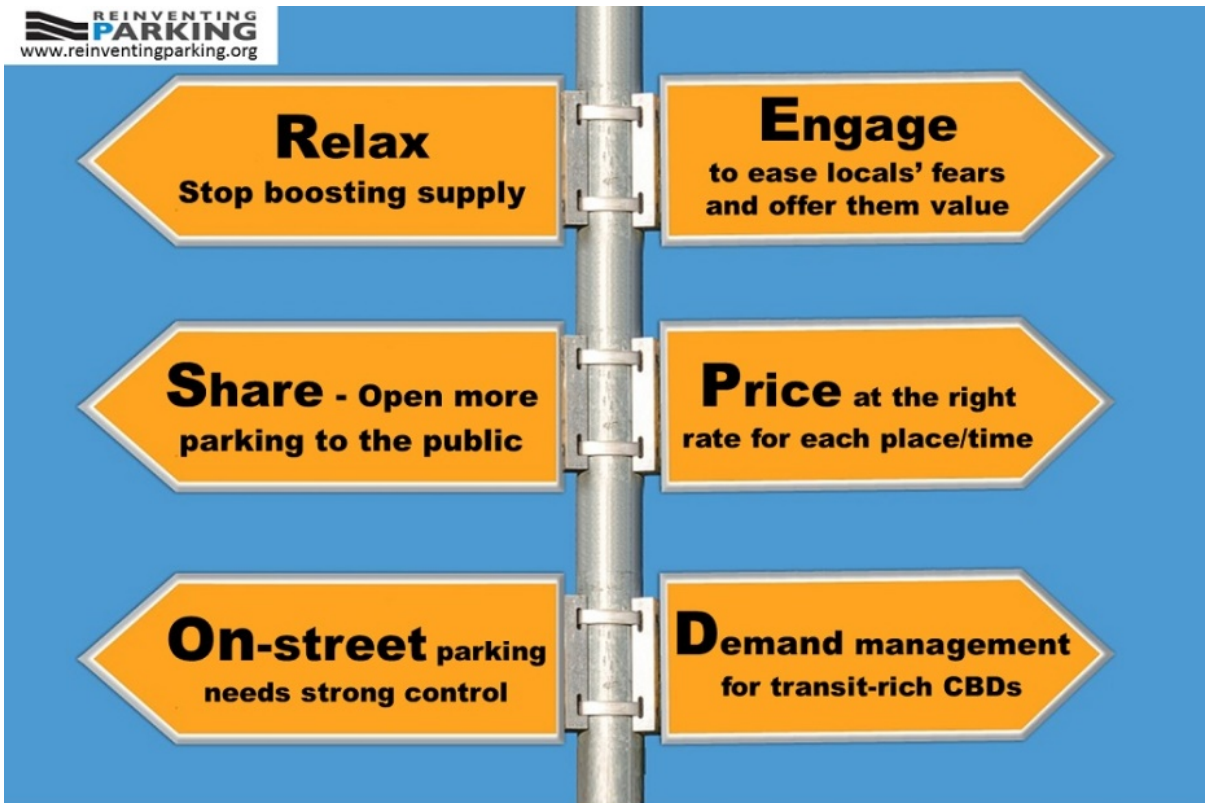 REINVENTING
PARKING
www.reinventingparking.org
Relax
Stop boosting supply
Engage
to ease locals' fears
and offer them value
Share - Open more
parking to the public
Price at the right
rate for each place/time
On-street parking
needs strong control
Demand management
for transit-rich CBDs